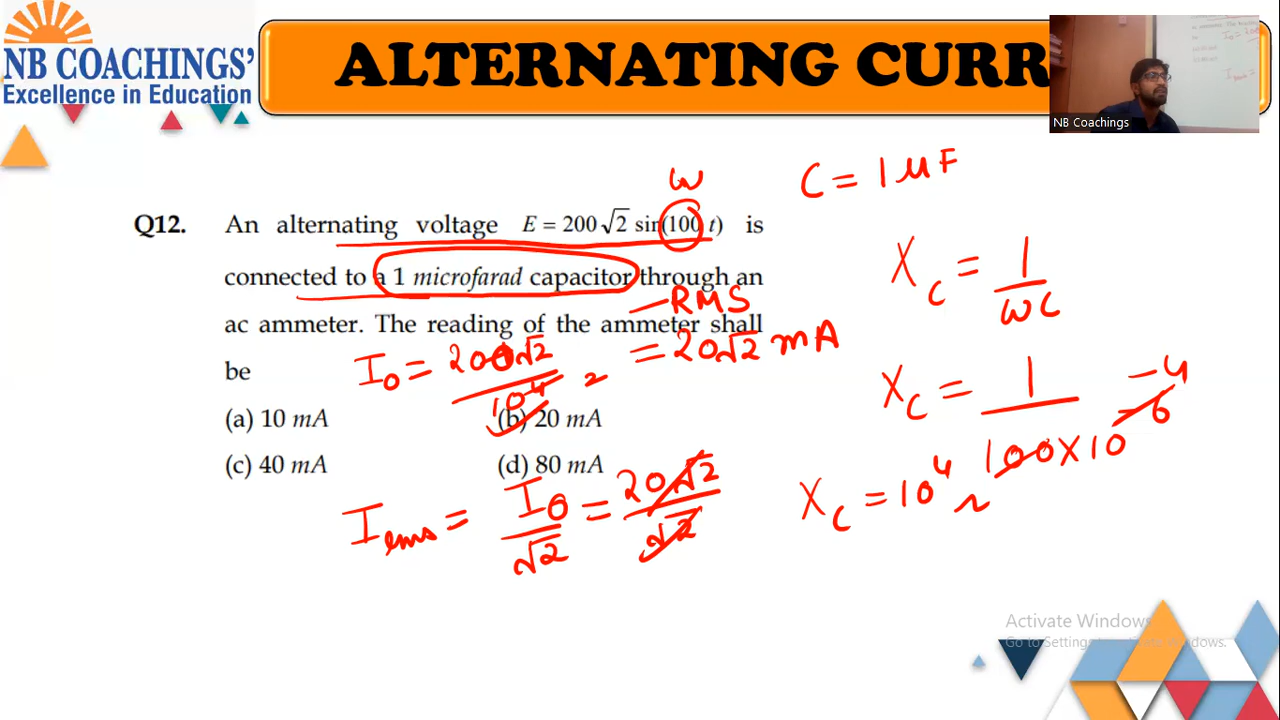 NB COACHINGS'
Excellence in Education
ALTERNATING CURR
NB Coachings
Q12. An alternating voltage E = 200 √2 sin(100 t) is
connected to a 1 microfarad capacitor through an
ac ammeter. The reading of the ammeter shall
be
(a) 10 mA
(b) 20 mA
(c) 40 mA
(d) 80 mA
ω
RMS
I₀ = 200√2 / 10⁴ = 20√2 mA
Irms = I₀ / √2 = 20√2 / √2
C = 1 μF
X_C = 1 / ωC
X_C = 1 / 100 × 10⁻⁶ -4
X_C = 10⁴ Ω
Activate Windows